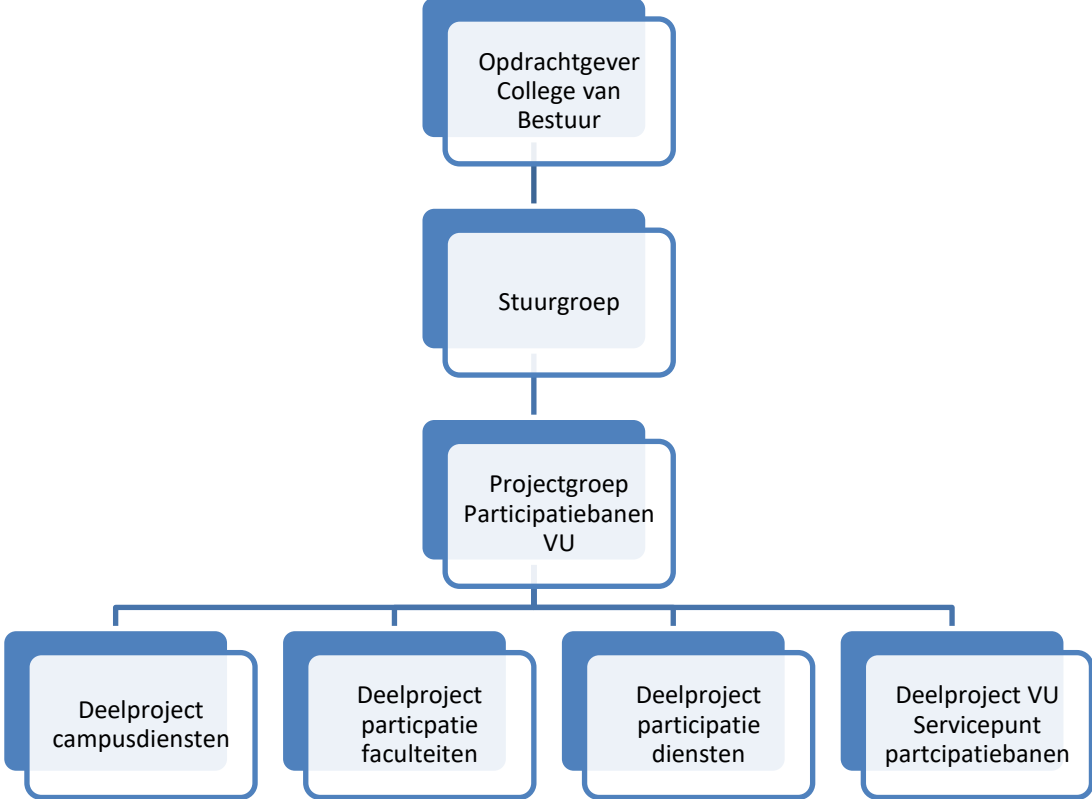 Opdrachtgever
College van
Bestuur
Stuurgroep
Projectgroep
Participatiebanen
VU
Deelproject
campusdiensten
Deelproject
particpatie
faculteiten
Deelproject
participatie
diensten
Deelproject VU
Servicepunt
partcipatiebanen